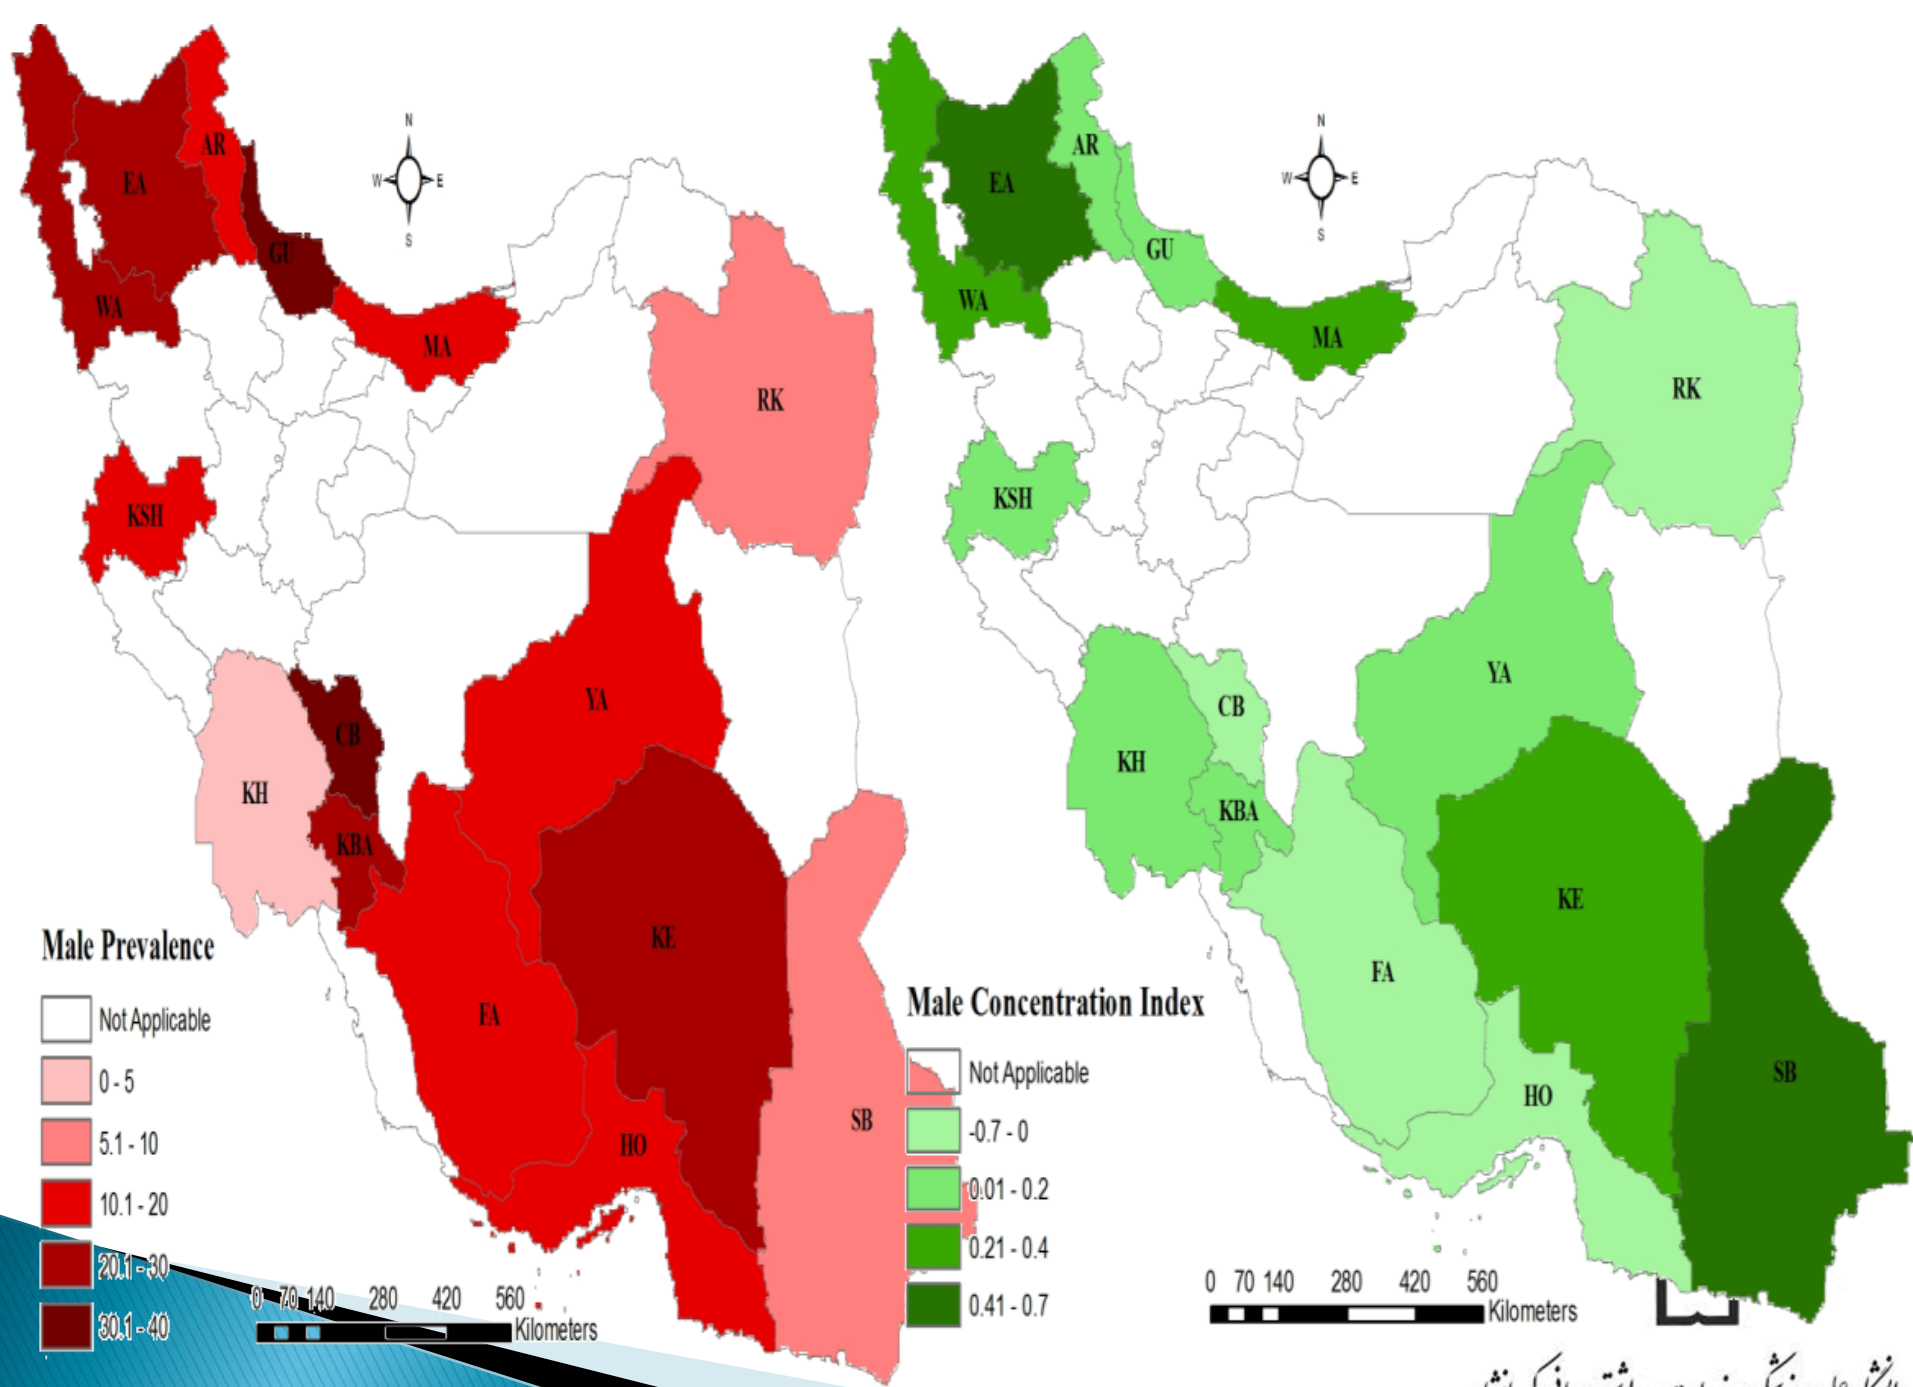 N
W E
S
AR
EA
GU
WA
MA
RK
KSH
YA
CB
KH
KBA
KE
FA
SB
HO
Male Prevalence
Not Applicable
0 - 5
5.1 - 10
10.1 - 20
20.1 - 30
30.1 - 40
0 70 140 280 420 560
Kilometers
N
W E
S
AR
EA
GU
WA
MA
RK
KSH
YA
CB
KH
KBA
KE
FA
SB
HO
Male Concentration Index
Not Applicable
-0.7 - 0
0.01 - 0.2
0.21 - 0.4
0.41 - 0.7
0 70 140 280 420 560
Kilometers